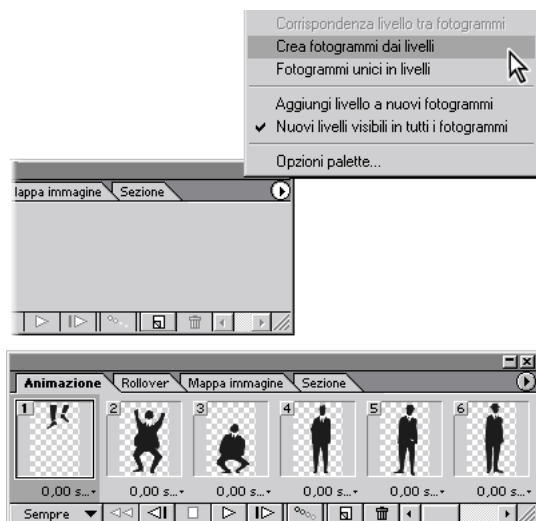 Corrispondenza livello tra fotogrammi
Crea fotogrammi dai livelli
Fotogrammi unici in livelli
Aggiungi livello a nuovi fotogrammi
Nuovi livelli visibili in tutti i fotogrammi
Opzioni palette...
lappa immagine Sezione
Animazione Rollover Mappa immagine Sezione
1 2 3 4 5 6
0,00 s... 0,00 s... 0,00 s... 0,00 s... 0,00 s... 0,00 s...
Sempre